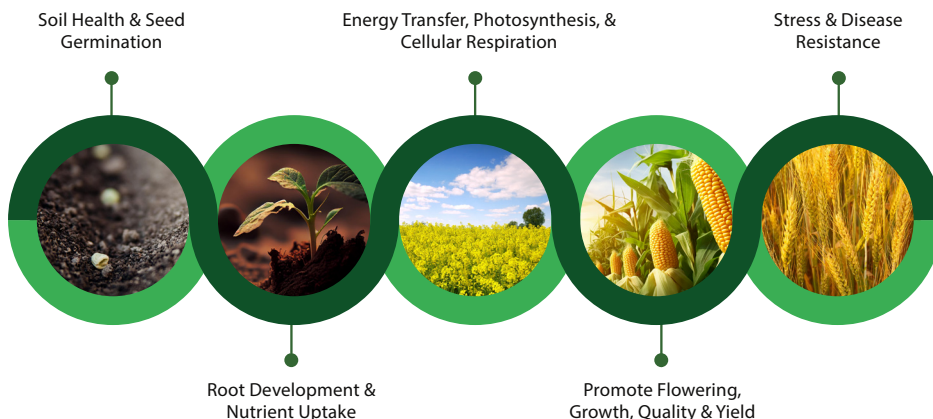 Soil Health & Seed
Germination
Energy Transfer, Photosynthesis, &
Cellular Respiration
Stress & Disease
Resistance
Root Development &
Nutrient Uptake
Promote Flowering,
Growth, Quality & Yield